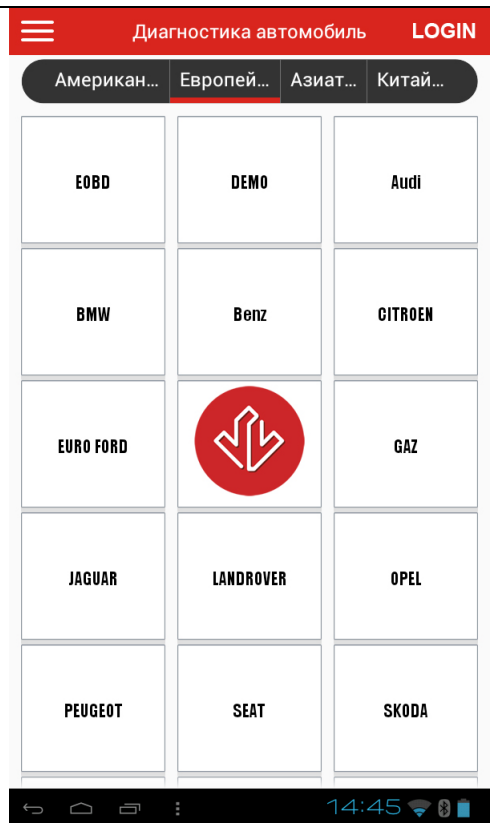 Диагностика автомобиль LOGIN
Американ... Европей... Азиат... Китай...
EOBD DEMO Audi
BMW Benz CITROEN
EURO FORD GAZ
JAGUAR LANDROVER OPEL
PEUGEOT SEAT SKODA
14:45